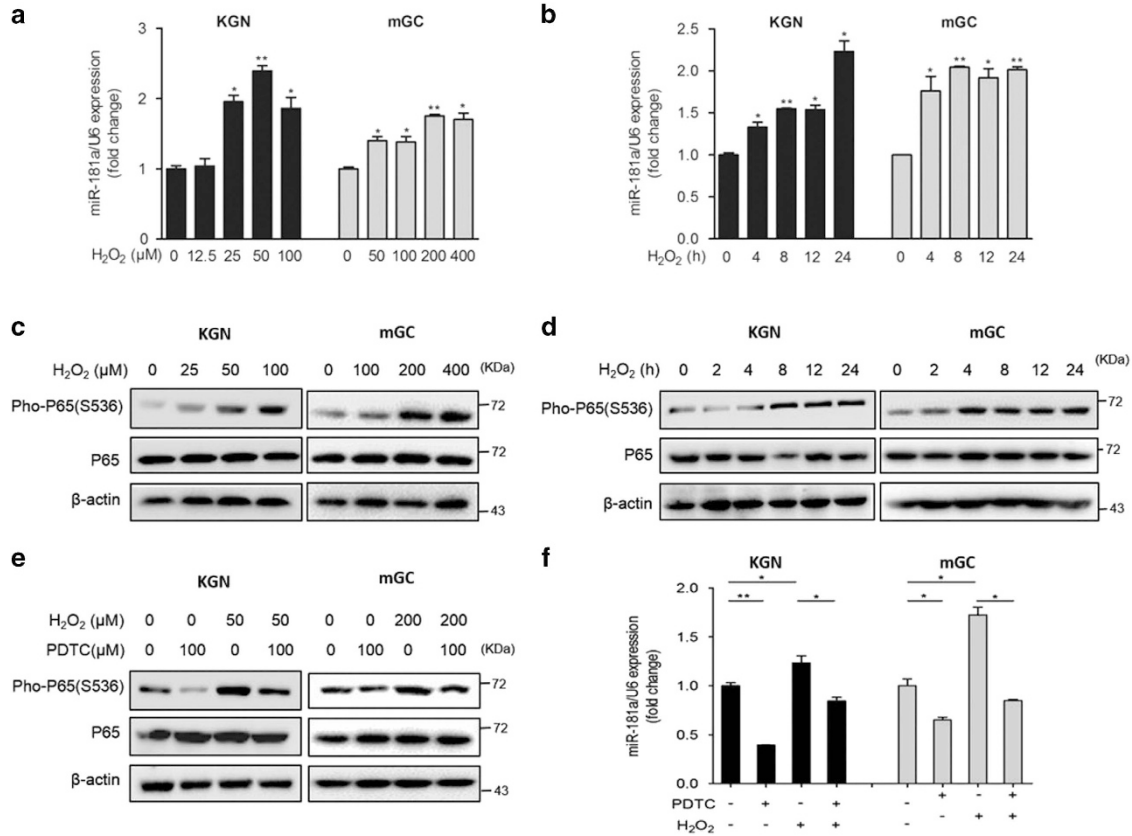 a
KGN mGC
miR-181a/U6 expression
(fold change)
3
2
1
0
* ** * * * ** *
H₂O₂ (μM) 0 12.5 25 50 100 0 50 100 200 400
b
KGN mGC
miR-181a/U6 expression
(fold change)
2.5
2.0
1.5
1.0
0.5
0.0
* ** * * * ** * **
H₂O₂ (h) 0 4 8 12 24 0 4 8 12 24
c
KGN mGC
H₂O₂ (μM) 0 25 50 100 0 100 200 400 (KDa)
Pho-P65(S536) 72
P65 72
β-actin 43
d
KGN mGC
H₂O₂ (h) 0 2 4 8 12 24 0 2 4 8 12 24 (KDa)
Pho-P65(S536) 72
P65 72
β-actin 43
e
KGN mGC
H₂O₂ (μM) 0 0 50 50 0 0 200 200
PDTC(μM) 0 100 0 100 0 100 0 100 (KDa)
Pho-P65(S536) 72
P65 72
β-actin 43
f
KGN mGC
miR-181a/U6 expression
(fold change)
2.0
1.5
1.0
0.5
0.0
* ** * * * *
PDTC - + - + - + - +
H₂O₂ - - + + - - + +